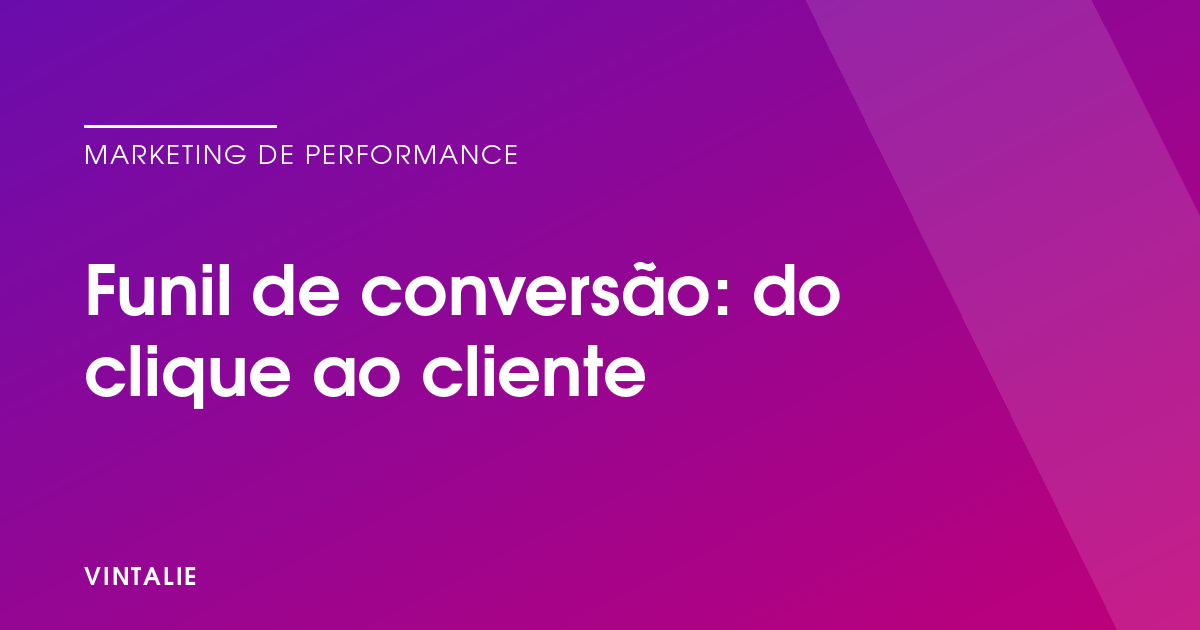 MARKETING DE PERFORMANCE
Funil de conversão: do
clique ao cliente
VINTALIE